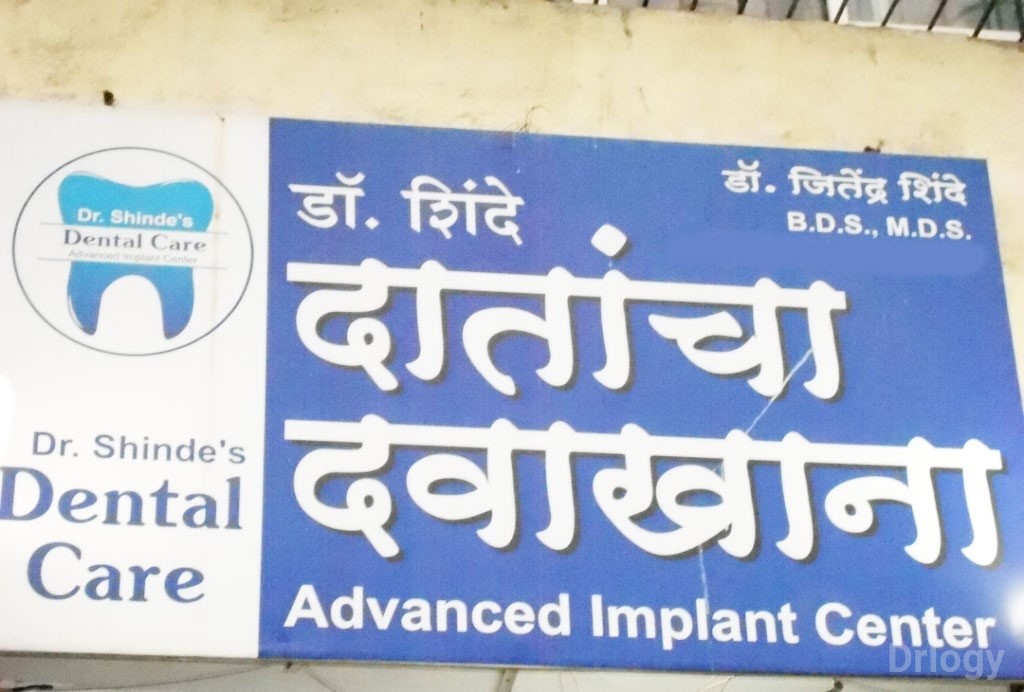 Dr. Shinde's
Dental Care
Advanced Implant Center
Dr. Shinde's
Dental
Care
डॉ. शिंदे
डॉ. जितेंद्र शिंदे
B.D.S., M.D.S.
दातांचा
दवाखाना
Advanced Implant Center
Drlogy